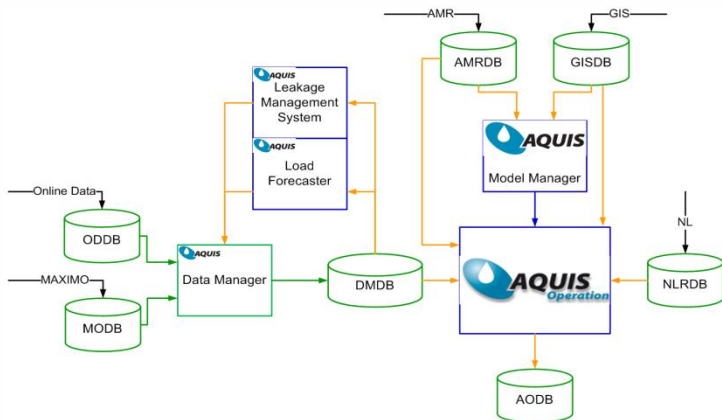 AMR
GIS
AMRDB
GISDB
AQUIS
Leakage
Management
System
AQUIS
Load
Forecaster
AQUIS
Model Manager
Online Data
ODDB
MAXIMO
MODB
AQUIS
Data Manager
DMDB
AQUIS
Operation
NL
NLRDB
AODB